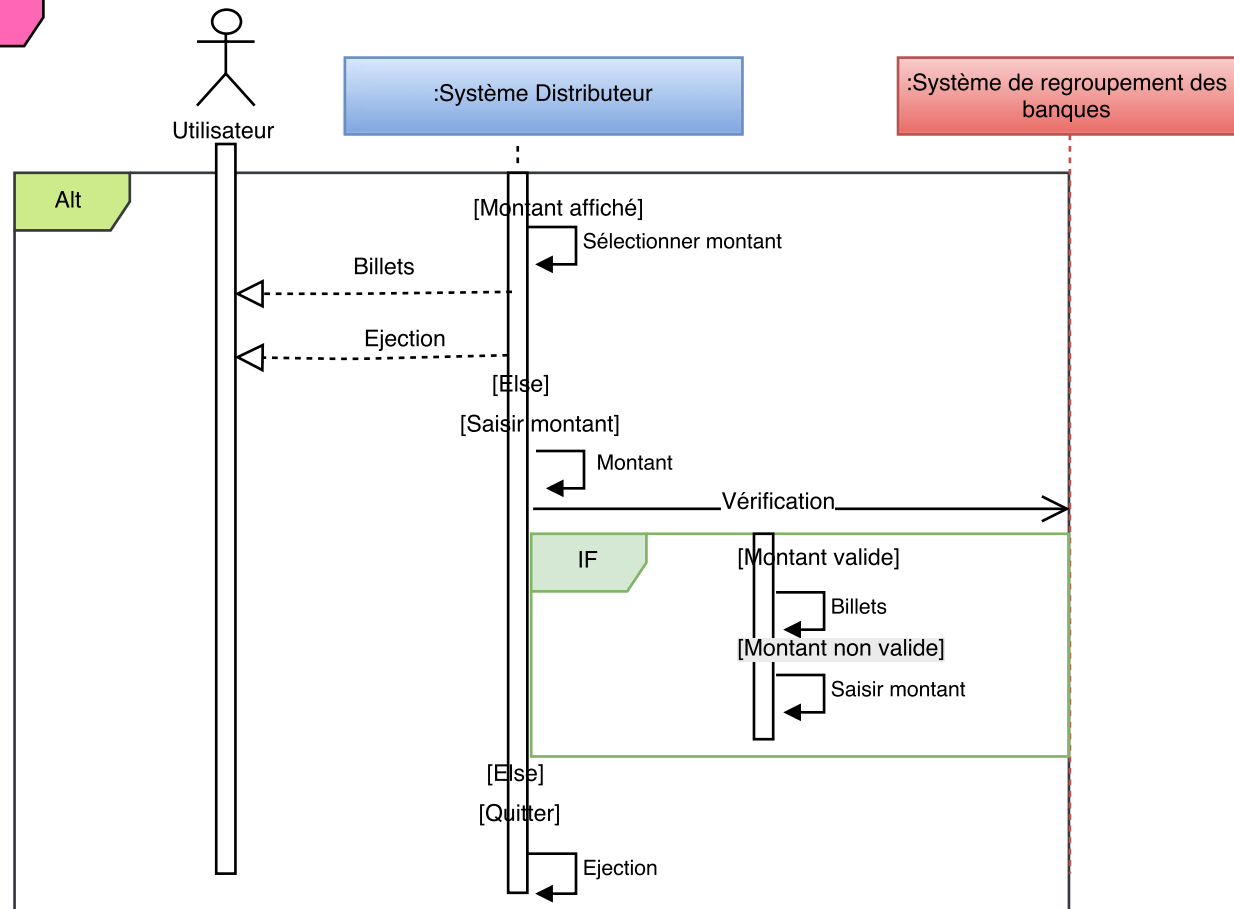 :Système Distributeur
:Système de regroupement des
banques
Utilisateur
Alt
[Montant affiché]
Sélectionner montant
Billets
Ejection
[Else]
[Saisir montant]
Montant
Vérification
IF
[Montant valide]
Billets
[Montant non valide]
Saisir montant
[Else]
[Quitter]
Ejection